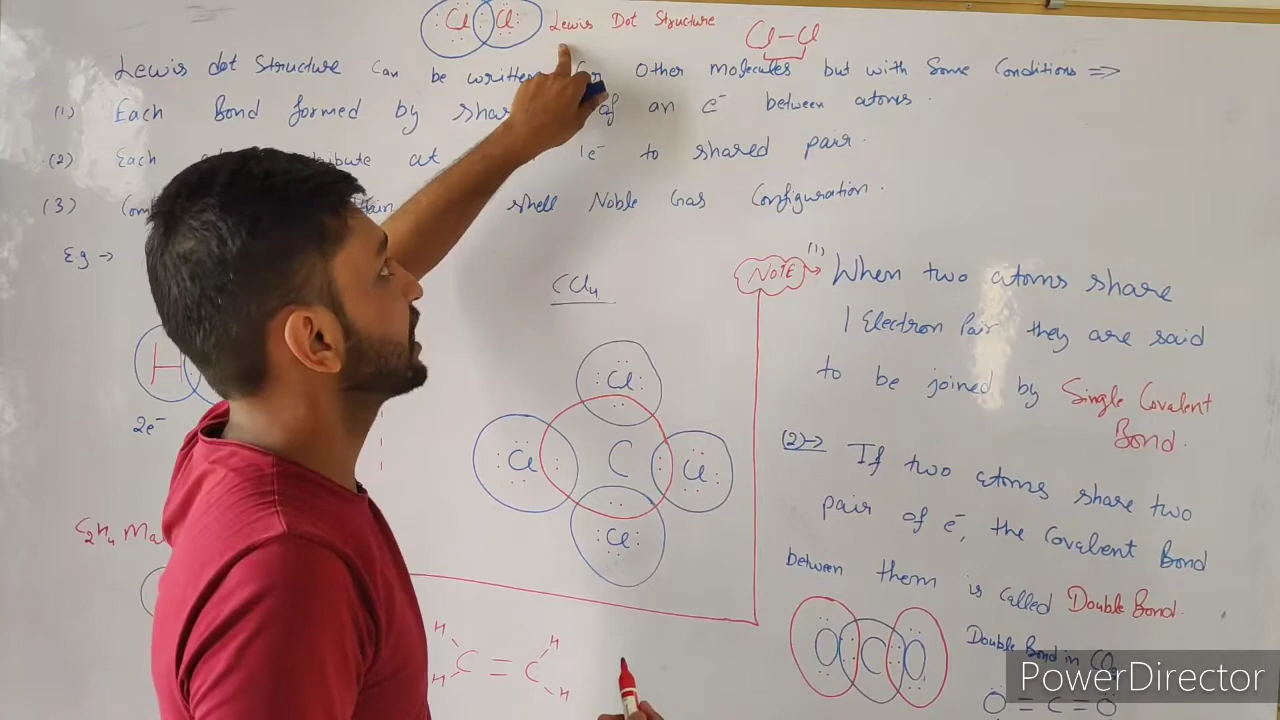 Cl Cl Lewis Dot Structure Cl-Cl
Lewis dot Structure Can be written for Other molecules but with Some Conditions ⇒
(1) Each Bond formed by of an e⁻ between atoms.
(2) Each at 1e⁻ to shared pair.
(3) shell Noble Gas Configuration.
Eg →
CCl4
H
2e⁻
Cl
Cl C Cl
Cl
NOTE (1) → When two atoms share
1 Electron Pair they are said
to be joined by Single Covalent
Bond.
(2)→ If two atoms share two
pair of e⁻, the Covalent Bond
between them is called Double Bond.
O C O Double Bond in CO2
O = C = O
C2H4
H H
C = C
H H
PowerDirector